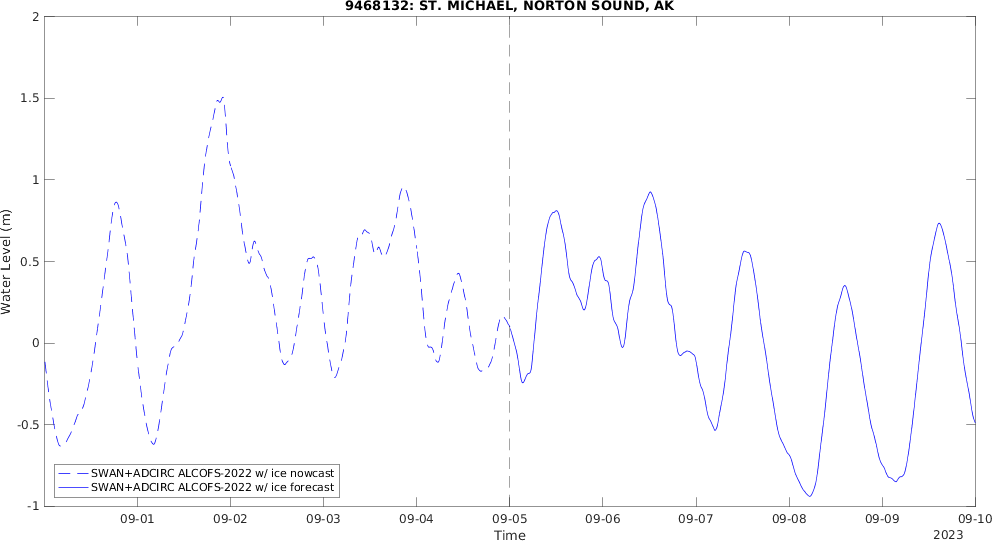 9468132: ST. MICHAEL, NORTON SOUND, AK
2
1.5
1
0.5
0
-0.5
-1
Water Level (m)
SWAN+ADCIRC ALCOFS-2022 w/ ice nowcast
SWAN+ADCIRC ALCOFS-2022 w/ ice forecast
09-01 09-02 09-03 09-04 09-05 09-06 09-07 09-08 09-09 09-10
Time
2023